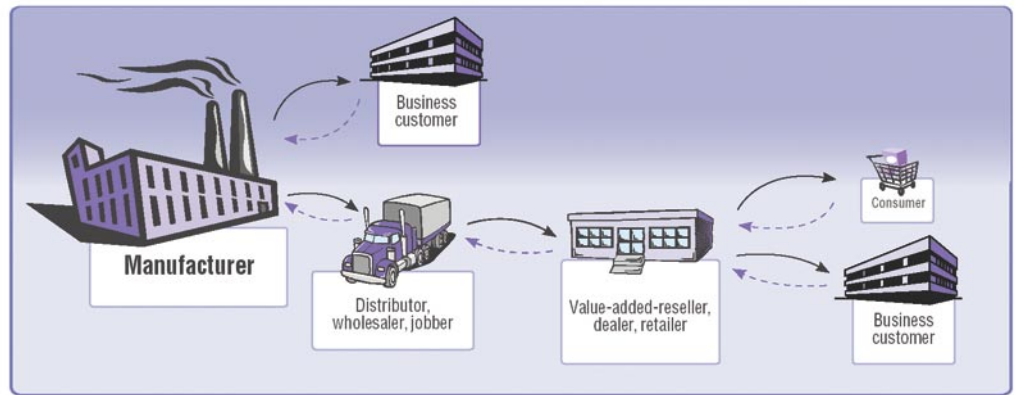 Business
customer
Consumer
Manufacturer
Distributor,
wholesaler, jobber
Value-added-reseller,
dealer, retailer
Business
customer